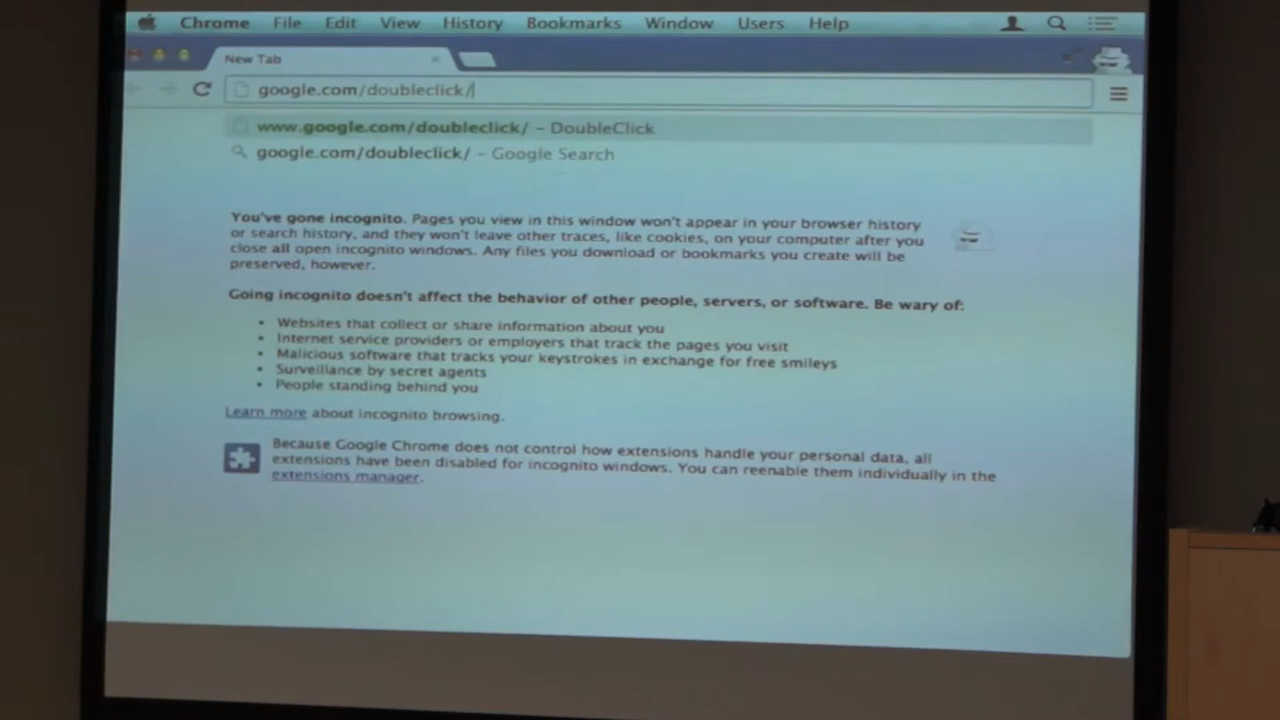 Chrome File Edit View History Bookmarks Window Users Help
New Tab
google.com/doubleclick/
www.google.com/doubleclick/ – DoubleClick
google.com/doubleclick/ – Google Search
You've gone incognito. Pages you view in this window won't appear in your browser history
or search history, and they won't leave other traces, like cookies, on your computer after you
close all open incognito windows. Any files you download or bookmarks you create will be
preserved, however.
Going incognito doesn't affect the behavior of other people, servers, or software. Be wary of:
• Websites that collect or share information about you
• Internet service providers or employers that track the pages you visit
• Malicious software that tracks your keystrokes in exchange for free smileys
• Surveillance by secret agents
• People standing behind you
Learn more about incognito browsing.
Because Google Chrome does not control how extensions handle your personal data, all
extensions have been disabled for incognito windows. You can reenable them individually in the
extensions manager.